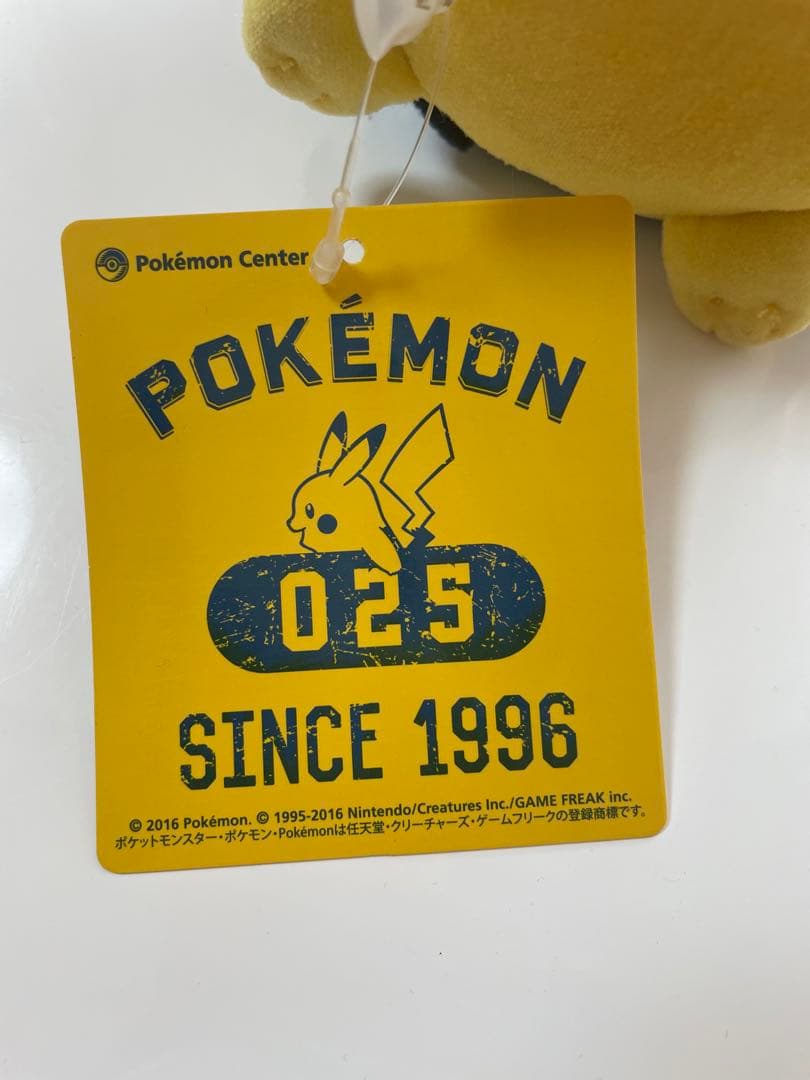 Pokémon Center
POKÉMON
025
SINCE 1996
© 2016 Pokémon. © 1995-2016 Nintendo/Creatures Inc./GAME FREAK inc.
ポケットモンスター・ポケモン・Pokémonは任天堂・クリーチャーズ・ゲームフリークの登録商標です。